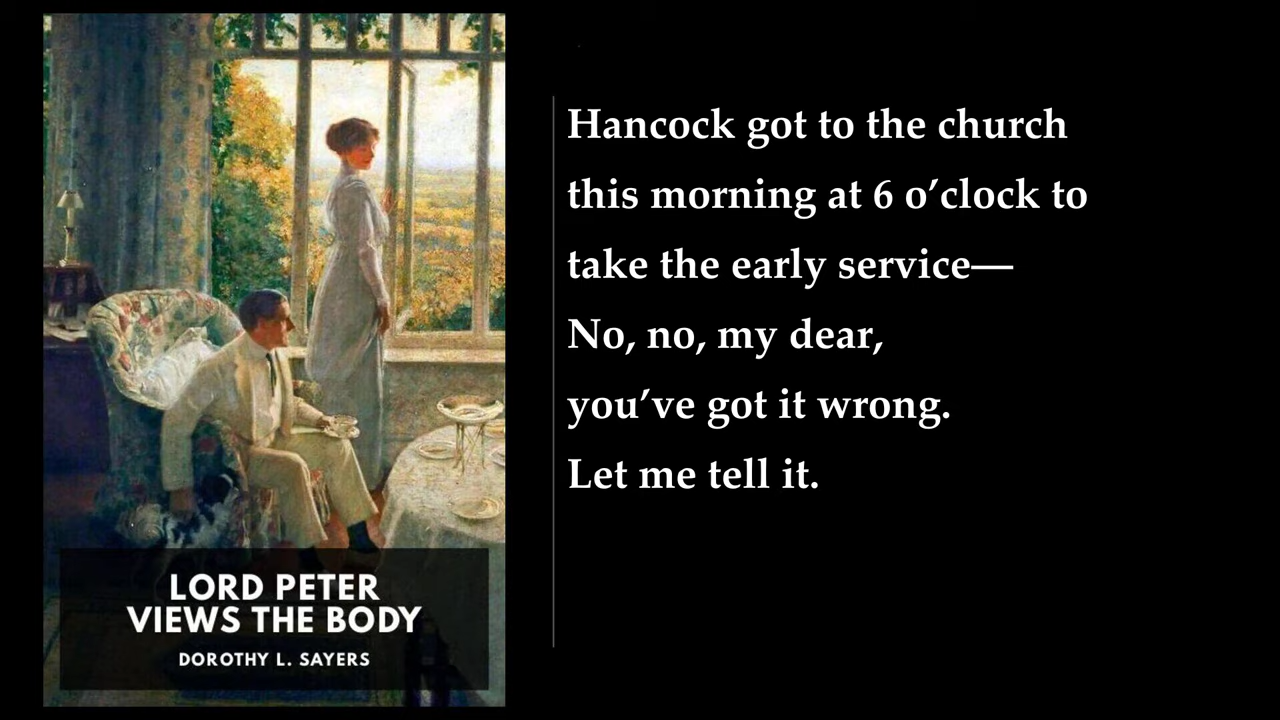 Hancock got to the church
this morning at 6 o’clock to
take the early service—
No, no, my dear,
you’ve got it wrong.
Let me tell it.
LORD PETER
VIEWS THE BODY
DOROTHY L. SAYERS